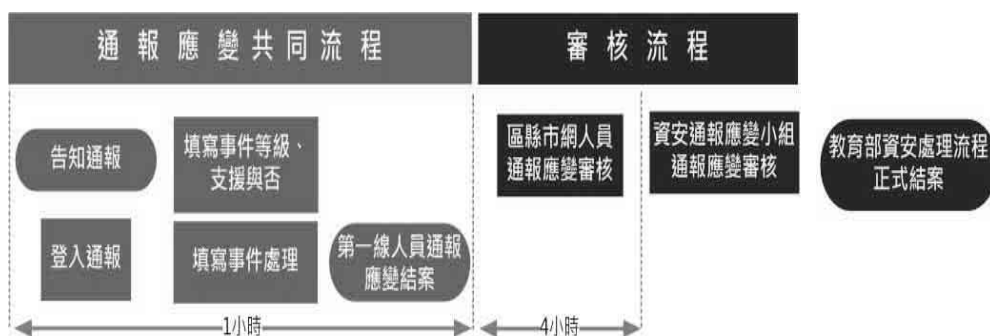 通報應變共同流程
審核流程
告知通報
填寫事件等級、
支援與否
區縣市網人員
通報應變審核
資安通報應變小組
通報應變審核
教育部資安處理流程
正式結案
登入通報
填寫事件處理
第一線人員通報
應變結案
1小時
4小時